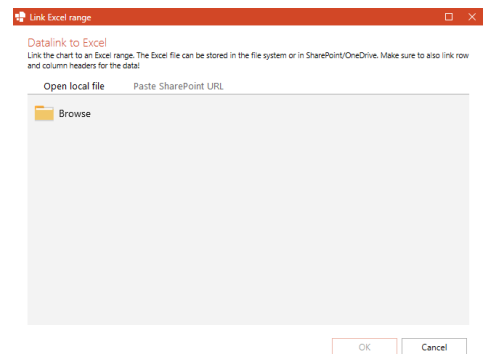 Link Excel range
Datalink to Excel
Link the chart to an Excel range. The Excel file can be stored in the file system or in SharePoint/OneDrive. Make sure to also link row
and column headers for the data!
Open local file Paste SharePoint URL
Browse
OK Cancel